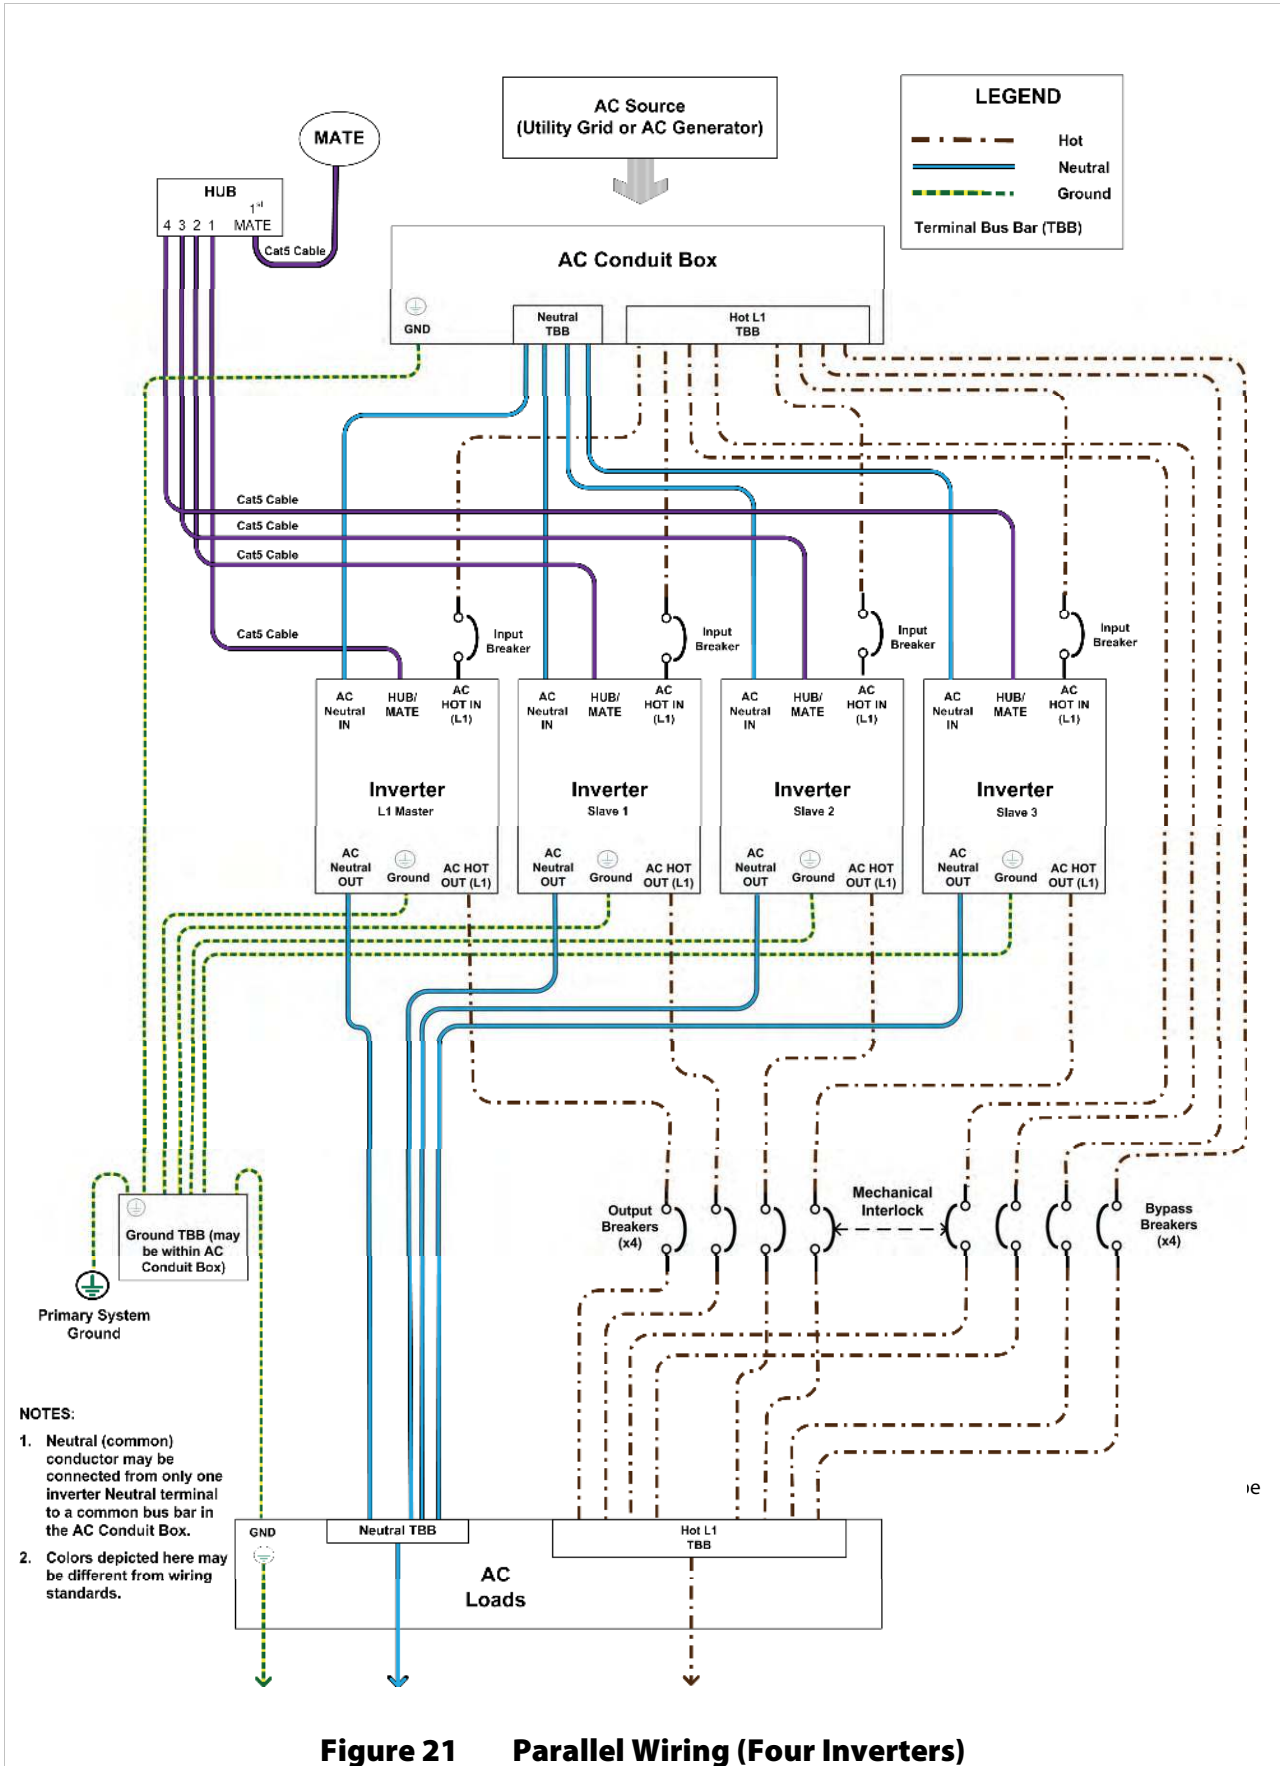 AC Source
(Utility Grid or AC Generator)
LEGEND
Hot
Neutral
Ground
Terminal Bus Bar (TBB)
MATE
HUB
1st
4 3 2 1 MATE
Cat5 Cable
AC Conduit Box
GND
Neutral
TBB
Hot L1
TBB
Cat5 Cable
Cat5 Cable
Cat5 Cable
Cat5 Cable
Input
Breaker
Input
Breaker
Input
Breaker
Input
Breaker
AC
Neutral
IN
HUB/
MATE
AC
HOT IN
(L1)
Inverter
L1 Master
AC
Neutral
OUT
Ground
AC HOT
OUT (L1)
AC
Neutral
IN
HUB/
MATE
AC
HOT IN
(L1)
Inverter
Slave 1
AC
Neutral
OUT
Ground
AC HOT
OUT (L1)
AC
Neutral
IN
HUB/
MATE
AC
HOT IN
(L1)
Inverter
Slave 2
AC
Neutral
OUT
Ground
AC HOT
OUT (L1)
AC
Neutral
IN
HUB/
MATE
AC
HOT IN
(L1)
Inverter
Slave 3
AC
Neutral
OUT
Ground
AC HOT
OUT (L1)
Output
Breakers
(x4)
Mechanical
Interlock
Bypass
Breakers
(x4)
Ground TBB (may
be within AC
Conduit Box)
Primary System
Ground
NOTES:
1. Neutral (common)
conductor may be
connected from only one
inverter Neutral terminal
to a common bus bar in
the AC Conduit Box.
2. Colors depicted here may
be different from wiring
standards.
GND
Neutral TBB
Hot L1
TBB
AC
Loads
Figure 21 Parallel Wiring (Four Inverters)